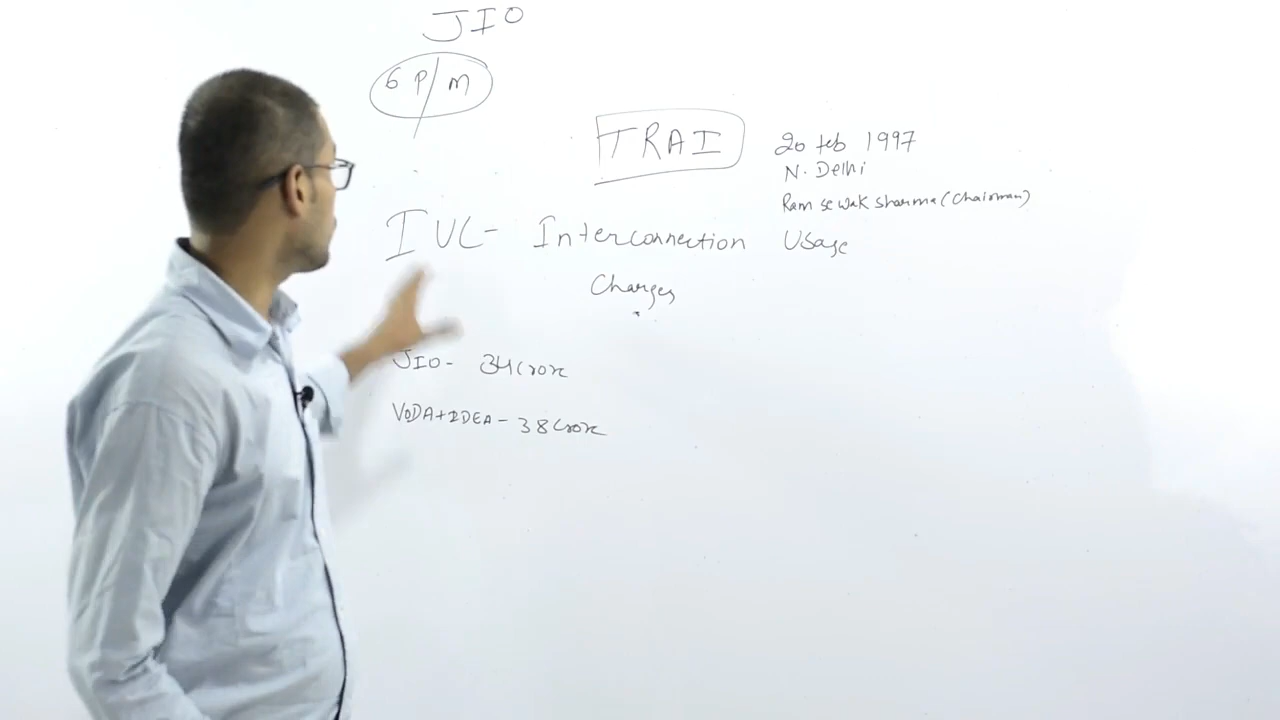 JIO
6 P/m
TRAI
20 feb 1997
N. Delhi
Ram sewak sharma (Chairman)
IUC- Interconnection Usage
Charges
JIO- 34 Crore
VODA+IDEA - 38 Crore